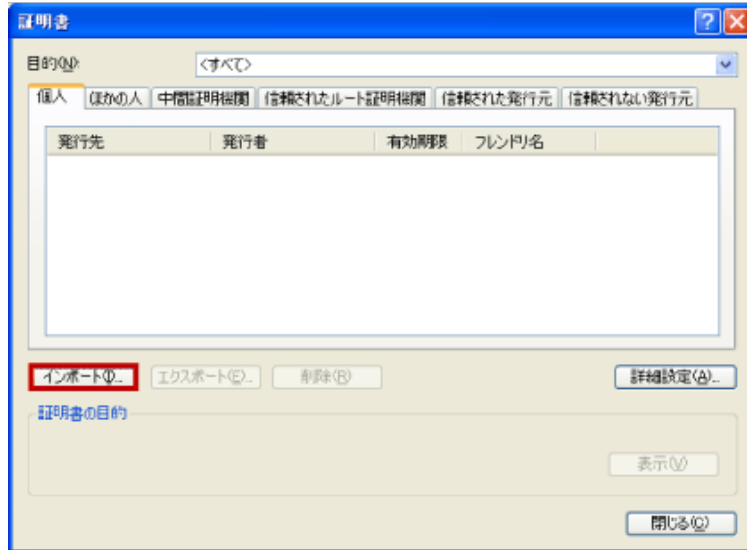 証明書
目的(N): <すべて>
個人 ほかの人 中間証明機関 信頼されたルート証明機関 信頼された発行元 信頼されない発行元
発行先 発行者 有効期限 フレンドリ名
インポート(I)... エクスポート(E)... 削除(R) 詳細設定(A)...
証明書の目的
表示(V)
閉じる(C)